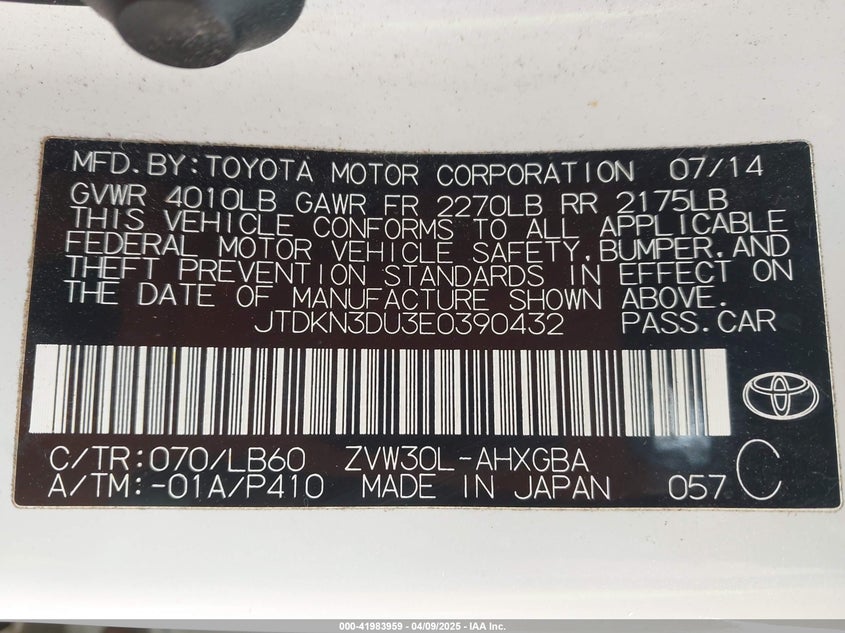 MFD.BY:TOYOTA MOTOR CORPORATION 07/14
GVWR 4010LB GAWR FR 2270LB RR 2175LB
THIS VEHICLE CONFORMS TO ALL APPLICABLE
FEDERAL MOTOR VEHICLE SAFETY,BUMPER,AND
THEFT PREVENTION STANDARDS IN EFFECT ON
THE DATE OF MANUFACTURE SHOWN ABOVE.
JTDKN3DU3E0390432 PASS.CAR
C/TR:070/LB60 ZVW30L-AHXGBA
A/TM:-01A/P410 MADE IN JAPAN 057 C
000-41983959 - 04/09/2025 - IAA Inc.